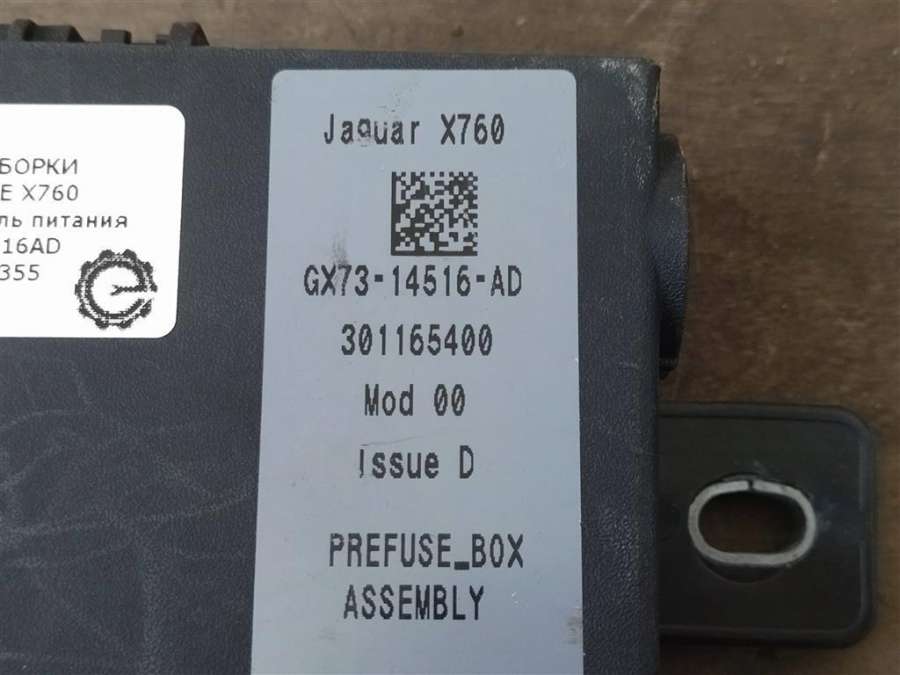 БОРКИ
E X760
ль питания
16AD
355
Jaguar X760
GX73-14516-AD
301165400
Mod 00
Issue D
PREFUSE_BOX
ASSEMBLY